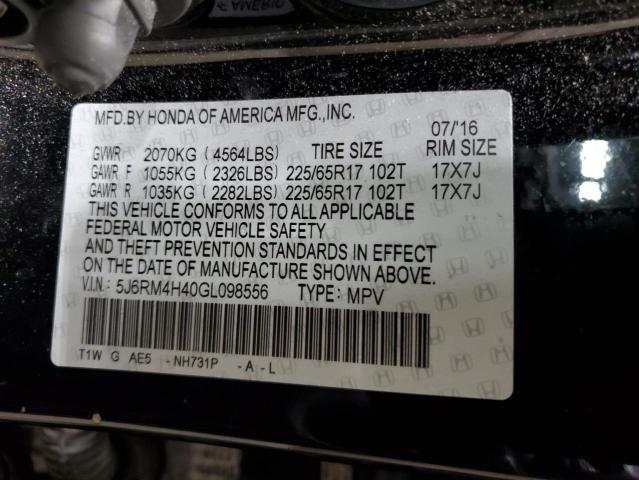 & AMERIC
MFD.BY HONDA OF AMERICA MFG.,INC.
07/'16
GVWR 2070KG (4564LBS) TIRE SIZE RIM SIZE
GAWR F 1055KG (2326LBS) 225/65R17 102T 17X7J
GAWR R 1035KG (2282LBS) 225/65R17 102T 17X7J
THIS VEHICLE CONFORMS TO ALL APPLICABLE
FEDERAL MOTOR VEHICLE SAFETY
AND THEFT PREVENTION STANDARDS IN EFFECT
ON THE DATE OF MANUFACTURE SHOWN ABOVE.
V.I.N.: 5J6RM4H40GL098556 TYPE: MPV
T1W G AE5 -NH731P -A-L